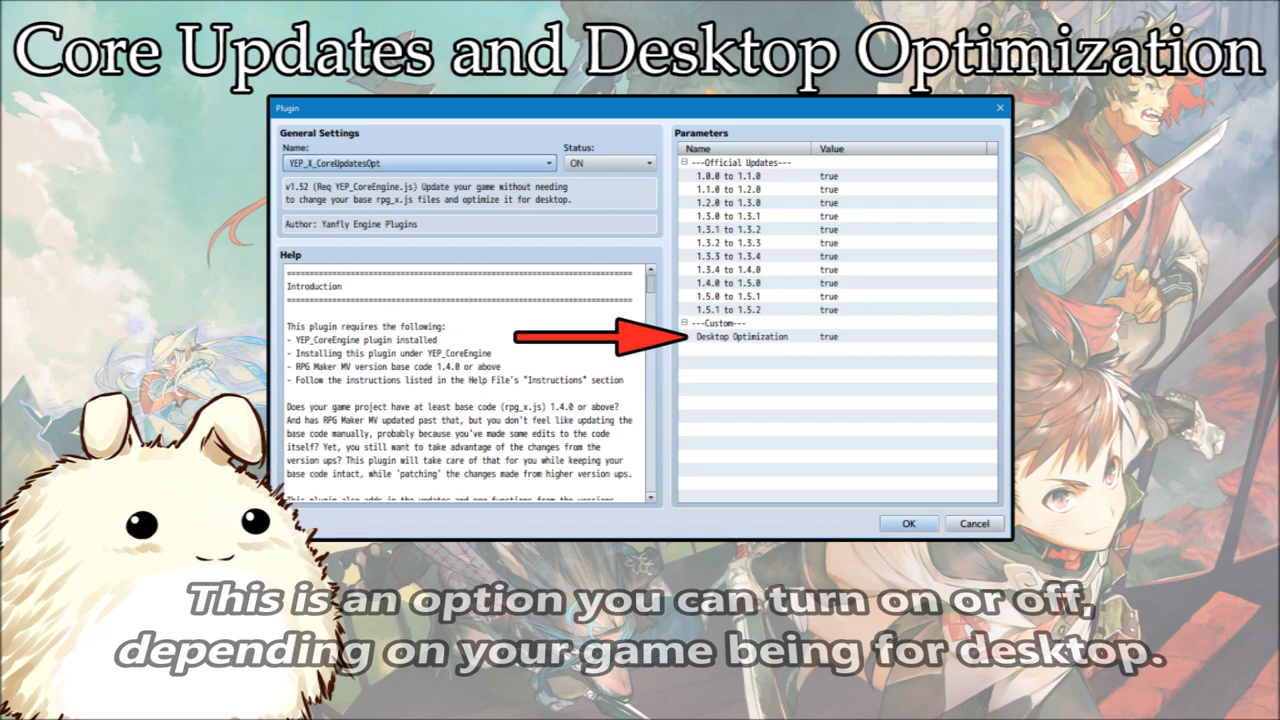 Core Updates and Desktop Optimization
Plugin
General Settings
Name:
Status:
YEP_X_CoreUpdatesOpt
ON
v1.52 (Req YEP_CoreEngine.js) Update your game without needing
to change your base rpg_x.js files and optimize it for desktop.
Author: Yanfly Engine Plugins
Help
================================================================================
Introduction
================================================================================
This plugin requires the following:
- YEP_CoreEngine plugin installed
- Installing this plugin under YEP_CoreEngine
- RPG Maker MV version base code 1.4.0 or above
- Follow the instructions listed in the Help File's "Instructions" section
Does your game project have at least base code (rpg_x.js) 1.4.0 or above?
And has RPG Maker MV updated past that, but you don't feel like updating the
base code manually, probably because you've made some edits to the code
itself? Yet, you still want to take advantage of the changes from the
version ups? This plugin will take care of that for you while keeping your
base code intact, while 'patching' the changes made from higher version ups.
This plugin also adds in the updates and new functions from the versions
Parameters
Name Value
---Official Updates---
1.0.0 to 1.1.0 true
1.1.0 to 1.2.0 true
1.2.0 to 1.3.0 true
1.3.0 to 1.3.1 true
1.3.1 to 1.3.2 true
1.3.2 to 1.3.3 true
1.3.3 to 1.3.4 true
1.3.4 to 1.4.0 true
1.4.0 to 1.5.0 true
1.5.0 to 1.5.1 true
1.5.1 to 1.5.2 true
---Custom---
Desktop Optimization true
OK Cancel
This is an option you can turn on or off,
depending on your game being for desktop.